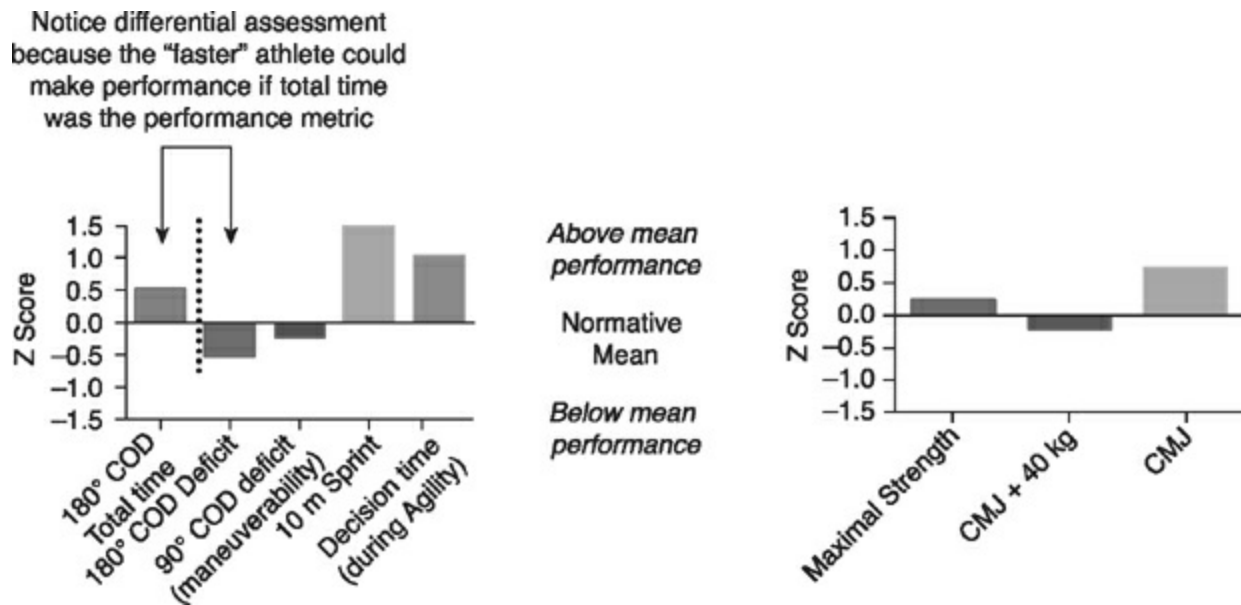 Notice differential assessment
because the “faster” athlete could
make performance if total time
was the performance metric
Z Score
1.5
1.0
0.5
0.0
−0.5
−1.0
−1.5
180° COD
Total time
180° COD Deficit
90° COD deficit
(maneuverability)
10 m Sprint
Decision time
(during Agility)
Above mean
performance
Normative
Mean
Below mean
performance
Z Score
1.5
1.0
0.5
0.0
−0.5
−1.0
−1.5
Maximal Strength
CMJ + 40 kg
CMJ